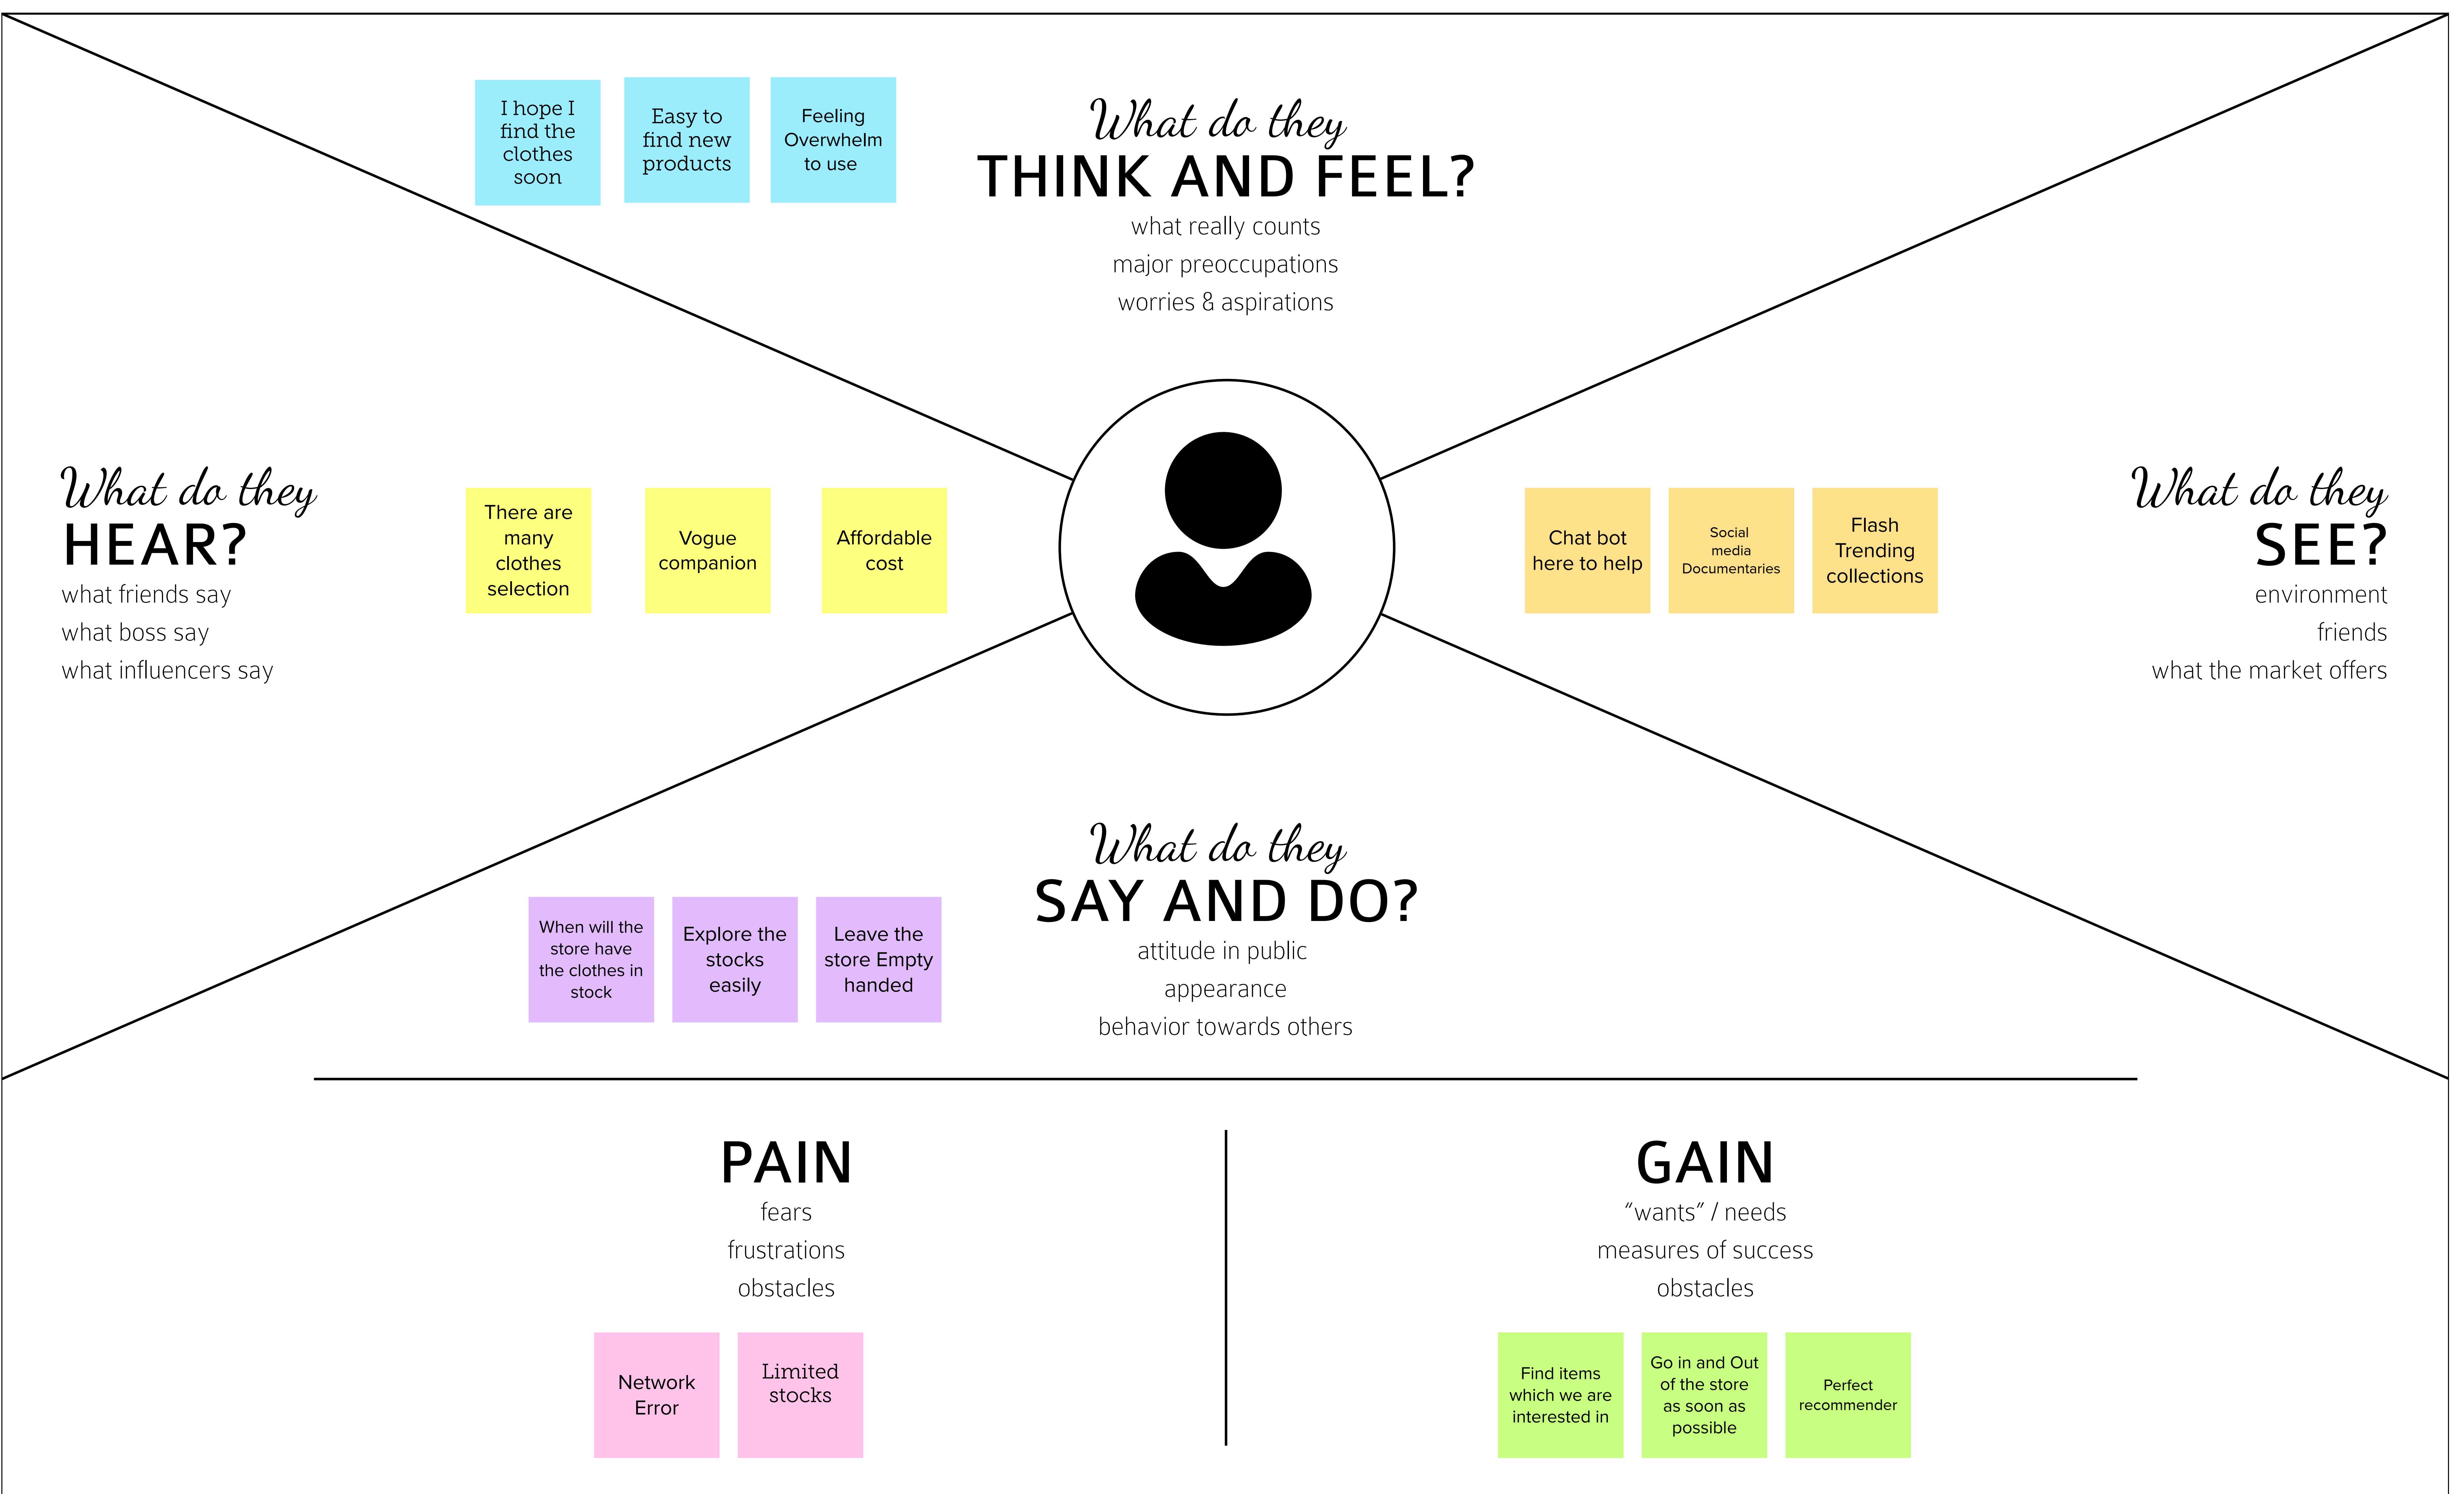 I hope I
find the
clothes
soon
Easy to
find new
products
Feeling
Overwhelm
to use
What do they
THINK AND FEEL?
what really counts
major preoccupations
worries & aspirations
What do they
HEAR?
what friends say
what boss say
what influencers say
There are
many
clothes
selection
Vogue
companion
Affordable
cost
Chat bot
here to help
Social
media
Documentaries
Flash
Trending
collections
What do they
SEE?
environment
friends
what the market offers
What do they
SAY AND DO?
attitude in public
appearance
behavior towards others
When will the
store have
the clothes in
stock
Explore the
stocks
easily
Leave the
store Empty
handed
PAIN
fears
frustrations
obstacles
Network
Error
Limited
stocks
GAIN
“wants” / needs
measures of success
obstacles
Find items
which we are
interested in
Go in and Out
of the store
as soon as
possible
Perfect
recommender